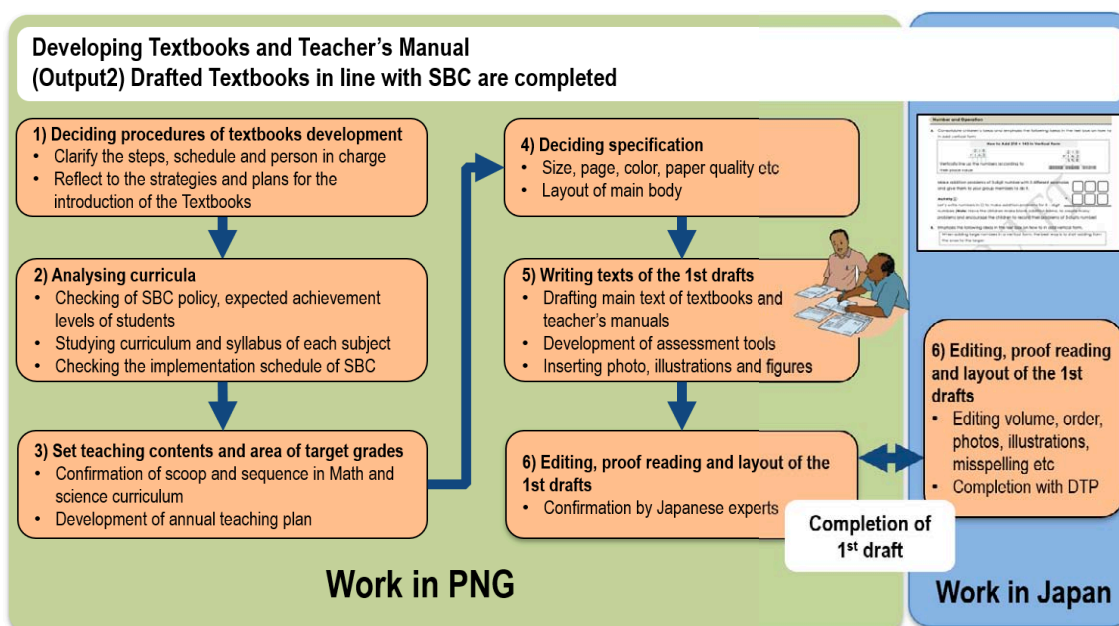 Developing Textbooks and Teacher's Manual
(Output2) Drafted Textbooks in line with SBC are completed
1) Deciding procedures of textbooks development
• Clarify the steps, schedule and person in charge
• Reflect to the strategies and plans for the
introduction of the Textbooks
2) Analysing curricula
• Checking of SBC policy, expected achievement
levels of students
• Studying curriculum and syllabus of each subject
• Checking the implementation schedule of SBC
3) Set teaching contents and area of target grades
• Confirmation of scoop and sequence in Math and
science curriculum
• Development of annual teaching plan
4) Deciding specification
• Size, page, color, paper quality etc
• Layout of main body
5) Writing texts of the 1st drafts
• Drafting main text of textbooks and
teacher's manuals
• Development of assessment tools
• Inserting photo, illustrations and figures
6) Editing, proof reading and layout of the
1st drafts
• Confirmation by Japanese experts
Completion of
1st draft
Work in PNG
Number and Operation
6) Editing, proof reading
and layout of the 1st
drafts
• Editing volume, order,
photos, illustrations,
misspelling etc
• Completion with DTP
Work in Japan